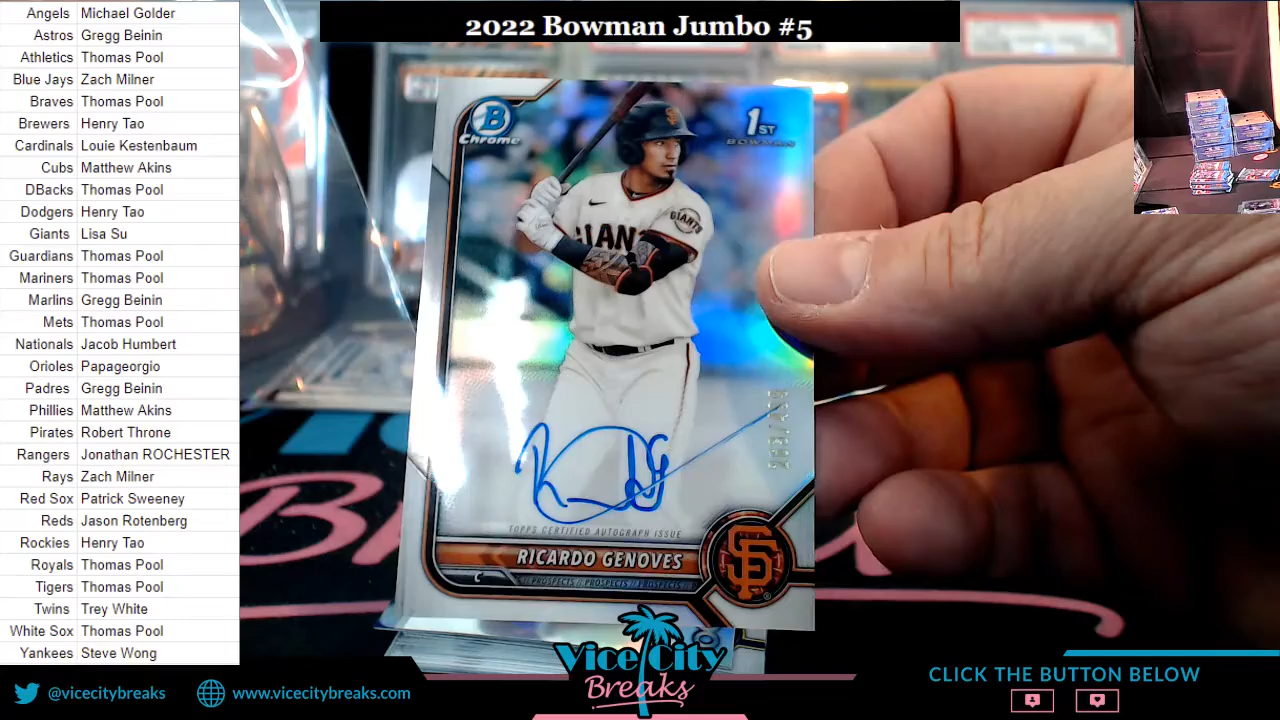 2022 Bowman Jumbo #5
Angels Michael Golder
Astros Gregg Beinin
Athletics Thomas Pool
Blue Jays Zach Milner
Braves Thomas Pool
Brewers Henry Tao
Cardinals Louie Kestenbaum
Cubs Matthew Akins
DBacks Thomas Pool
Dodgers Henry Tao
Giants Lisa Su
Guardians Thomas Pool
Mariners Thomas Pool
Marlins Gregg Beinin
Mets Thomas Pool
Nationals Jacob Humbert
Orioles Papageorgio
Padres Gregg Beinin
Phillies Matthew Akins
Pirates Robert Throne
Rangers Jonathan ROCHESTER
Rays Zach Milner
Red Sox Patrick Sweeney
Reds Jason Rotenberg
Rockies Henry Tao
Royals Thomas Pool
Tigers Thomas Pool
Twins Trey White
White Sox Thomas Pool
Yankees Steve Wong
B
Chrome
1ST
BOWMAN
GIANTS
TOPPS CERTIFIED AUTOGRAPH ISSUE
RICARDO GENOVES
C
PROSPECTS // PROSPECTS // PROSPECTS
SF
Vice City
Breaks
@vicecitybreaks
www.vicecitybreaks.com
CLICK THE BUTTON BELOW